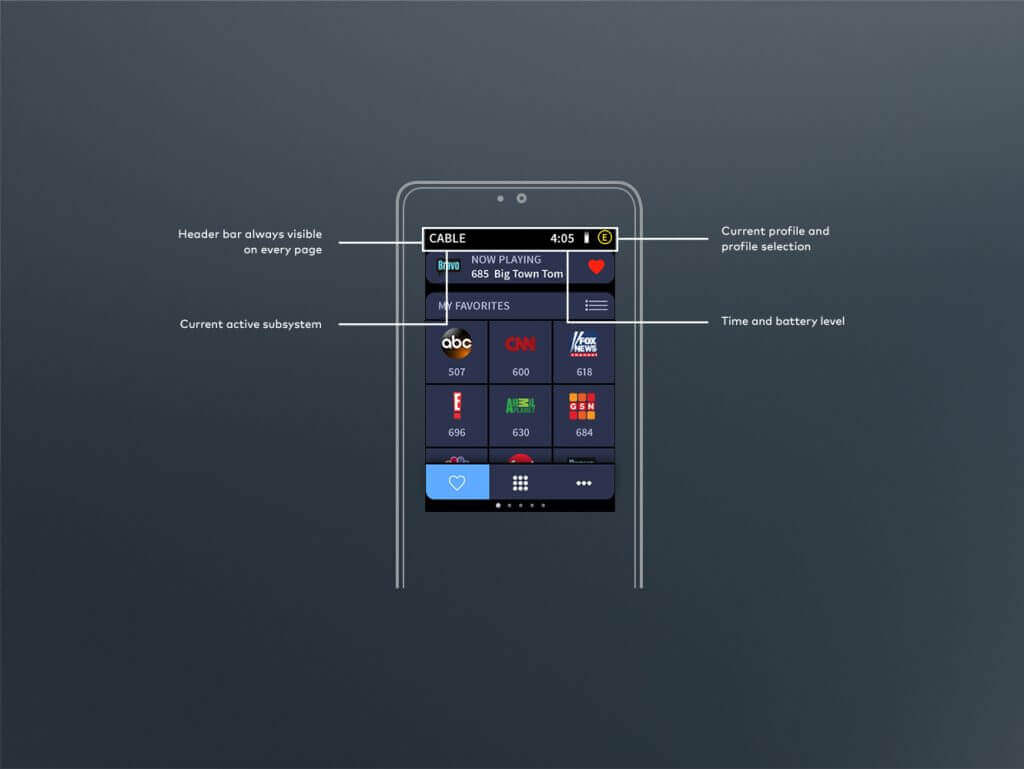 Header bar always visible
on every page
Current active subsystem
CABLE 4:05 E
Bravo
NOW PLAYING
685 Big Town Tom
MY FAVORITES
abc CNN FOX NEWS channel
507 600 618
E! ANIMAL PLANET GSN
696 630 684
Current profile and
profile selection
Time and battery level